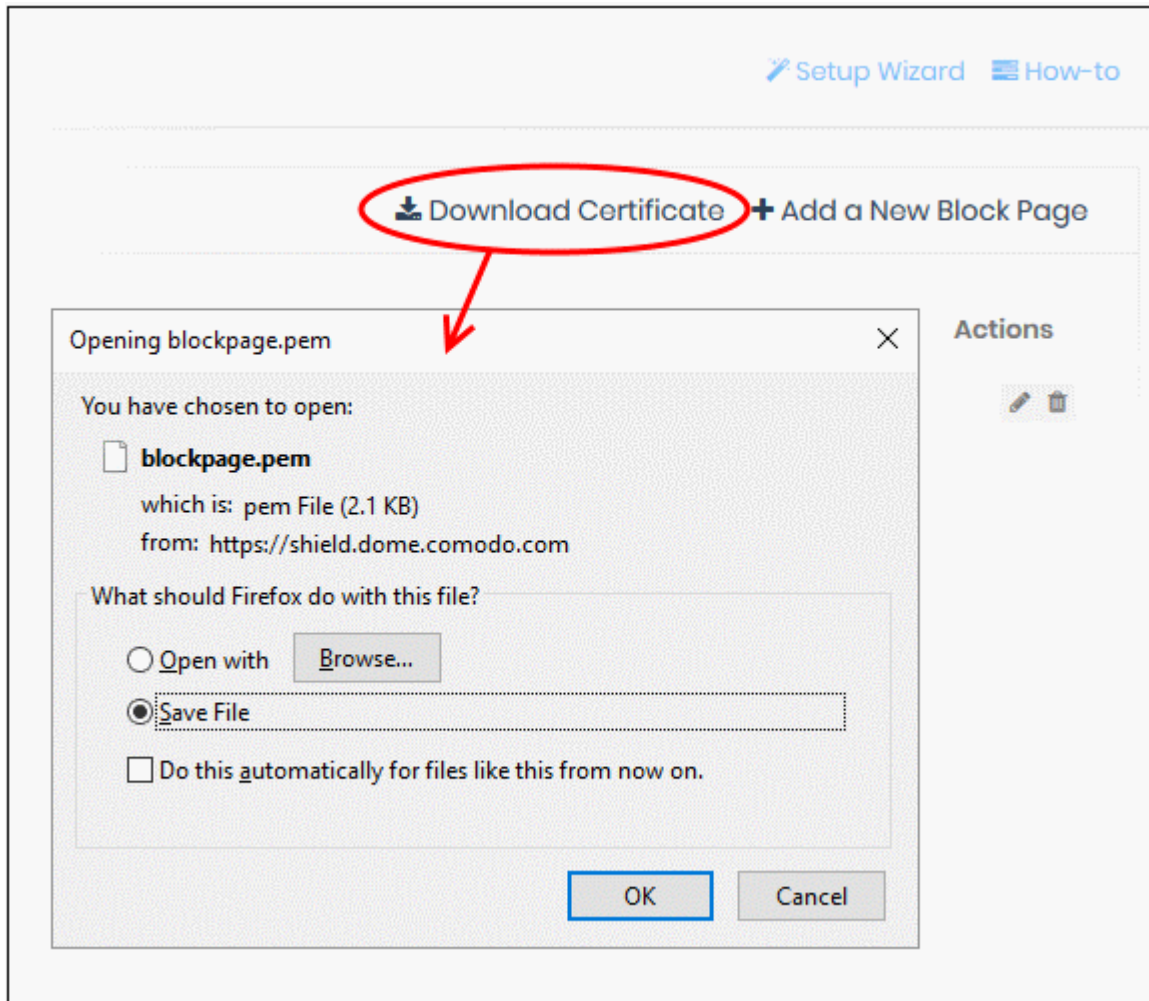 Setup Wizard How-to
Download Certificate + Add a New Block Page
Opening blockpage.pem
Actions
You have chosen to open:
blockpage.pem
which is: pem File (2.1 KB)
from: https://shield.dome.comodo.com
What should Firefox do with this file?
Open with Browse...
Save File
Do this automatically for files like this from now on.
OK Cancel